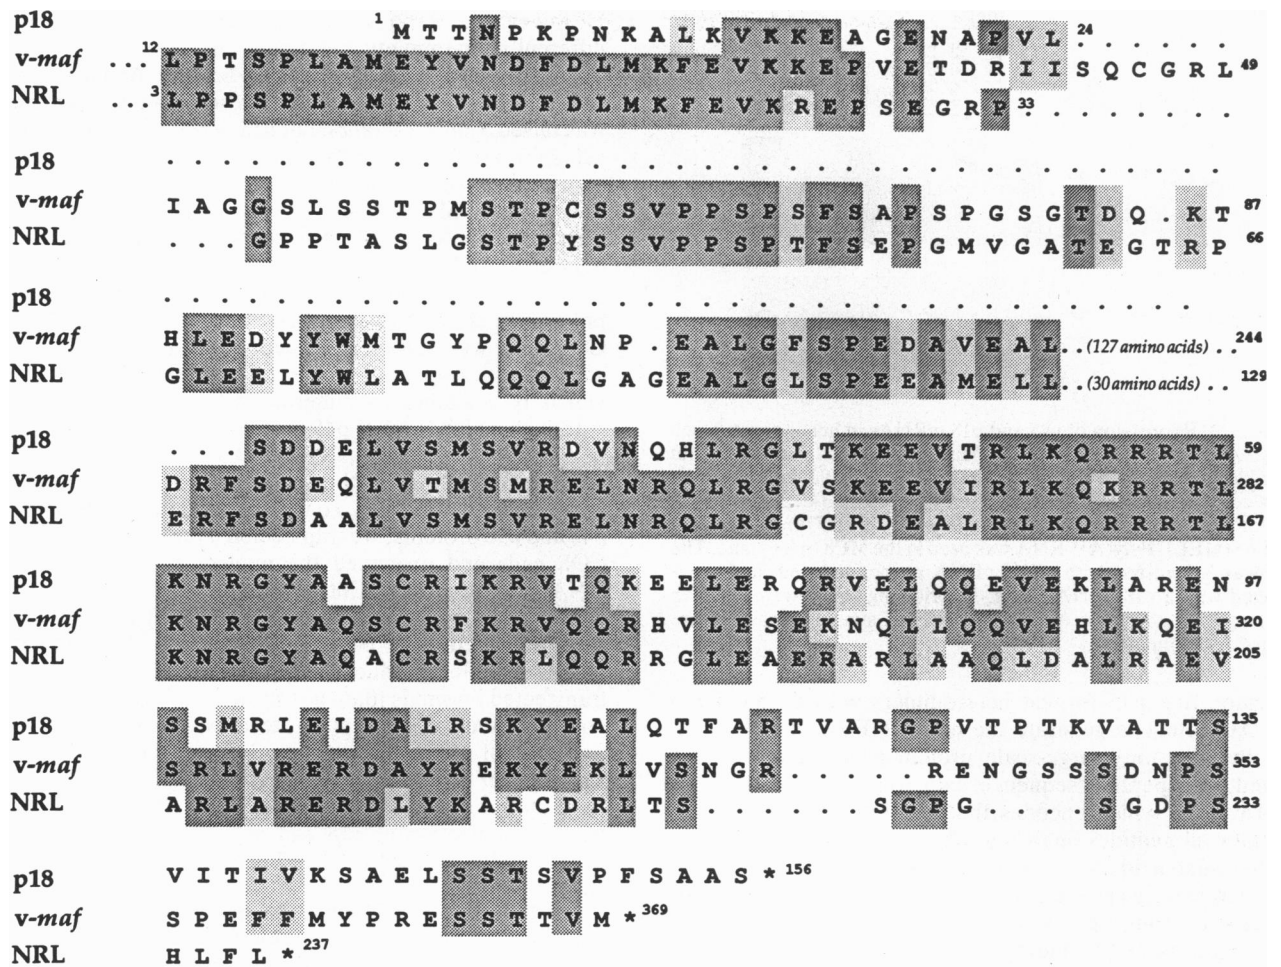 p18 1 M T T N P K P N K A L K V K K E A G E N A P V L 24 . . . . . .
v-maf ...12 L P T S P L A M E Y V N D F D L M K F E V K K E P V E T D R I I S Q C G R L 49
NRL ...3 L P P S P L A M E Y V N D F D L M K F E V K R E P S E G R P 33 . . . . . . . .
p18 . . . . . . . . . . . . . . . . . . . . . . . . . . . . . . . . . . . . .
v-maf I A G G S L S S T P M S T P C S S V P P S P S F S A P S P G S G T D Q . K T 87
NRL . . . G P P T A S L G S T P Y S S V P P S P T F S E P G M V G A T E G T R P 66
p18 . . . . . . . . . . . . . . . . . . . . . . . . . . . . . . . . . . . .
v-maf H L E D Y Y W M T G Y P Q Q L N P . E A L G F S P E D A V E A L . . (127 amino acids) . . 244
NRL G L E E L Y W L A T L Q Q Q L G A G E A L G L S P E E A M E L L . . (30 amino acids) . . 129
p18 . . . S D D E L V S M S V R D V N Q H L R G L T K E E V T R L K Q R R R T L 59
v-maf D R F S D E Q L V T M S M R E L N R Q L R G V S K E E V I R L K Q K R R T L 282
NRL E R F S D A A L V S M S V R E L N R Q L R G C G R D E A L R L K Q R R R T L 167
p18 K N R G Y A A S C R I K R V T Q K E E L E R Q R V E L Q Q E V E K L A R E N 97
v-maf K N R G Y A Q S C R F K R V Q Q R H V L E S E K N Q L L Q Q V E H L K Q E I 320
NRL K N R G Y A Q A C R S K R L Q Q R R G L E A E R A R L A A Q L D A L R A E V 205
p18 S S M R L E L D A L R S K Y E A L Q T F A R T V A R G P V T P T K V A T T S 135
v-maf S R L V R E R D A Y K E K Y E K L V S N G R . . . . . R E N G S S S D N P S 353
NRL A R L A R E R D L Y K A R C D R L T S . . . . . . S G P G . . . . S G D P S 233
p18 V I T I V K S A E L S S T S V P F S A A S * 156
v-maf S P E F F M Y P R E S S T T V M * 369
NRL H L F L * 237